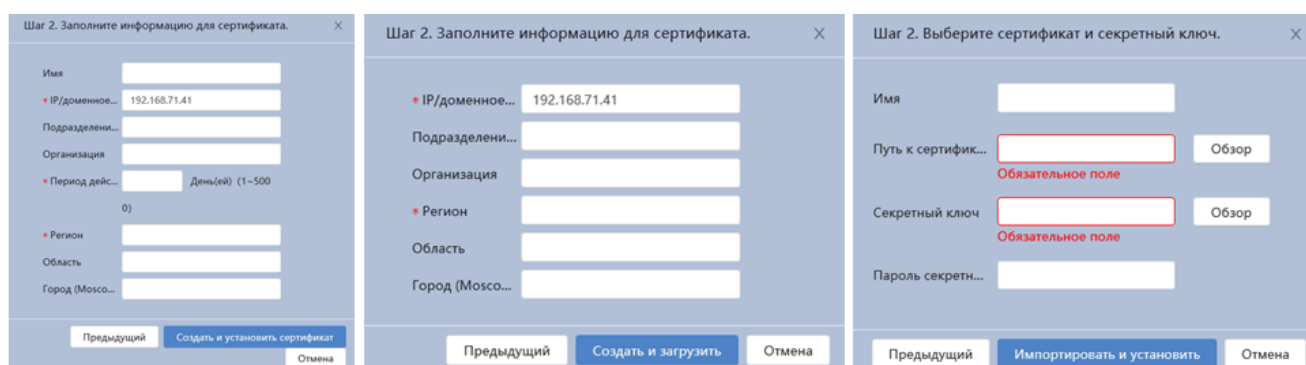 Шаг 2. Заполните информацию для сертификата.
Имя
* IP/доменное... 192.168.71.41
Подразделени...
Организация
* Период дейс... День(ей) (1~500
0)
* Регион
Область
Город (Mosco...
Предыдущий Создать и установить сертификат
Отмена
Шаг 2. Заполните информацию для сертификата.
* IP/доменное... 192.168.71.41
Подразделени...
Организация
* Регион
Область
Город (Mosco...
Предыдущий Создать и загрузить Отмена
Шаг 2. Выберите сертификат и секретный ключ.
Имя
Путь к сертифик... Обзор
Обязательное поле
Секретный ключ Обзор
Обязательное поле
Пароль секретн...
Предыдущий Импортировать и установить Отмена